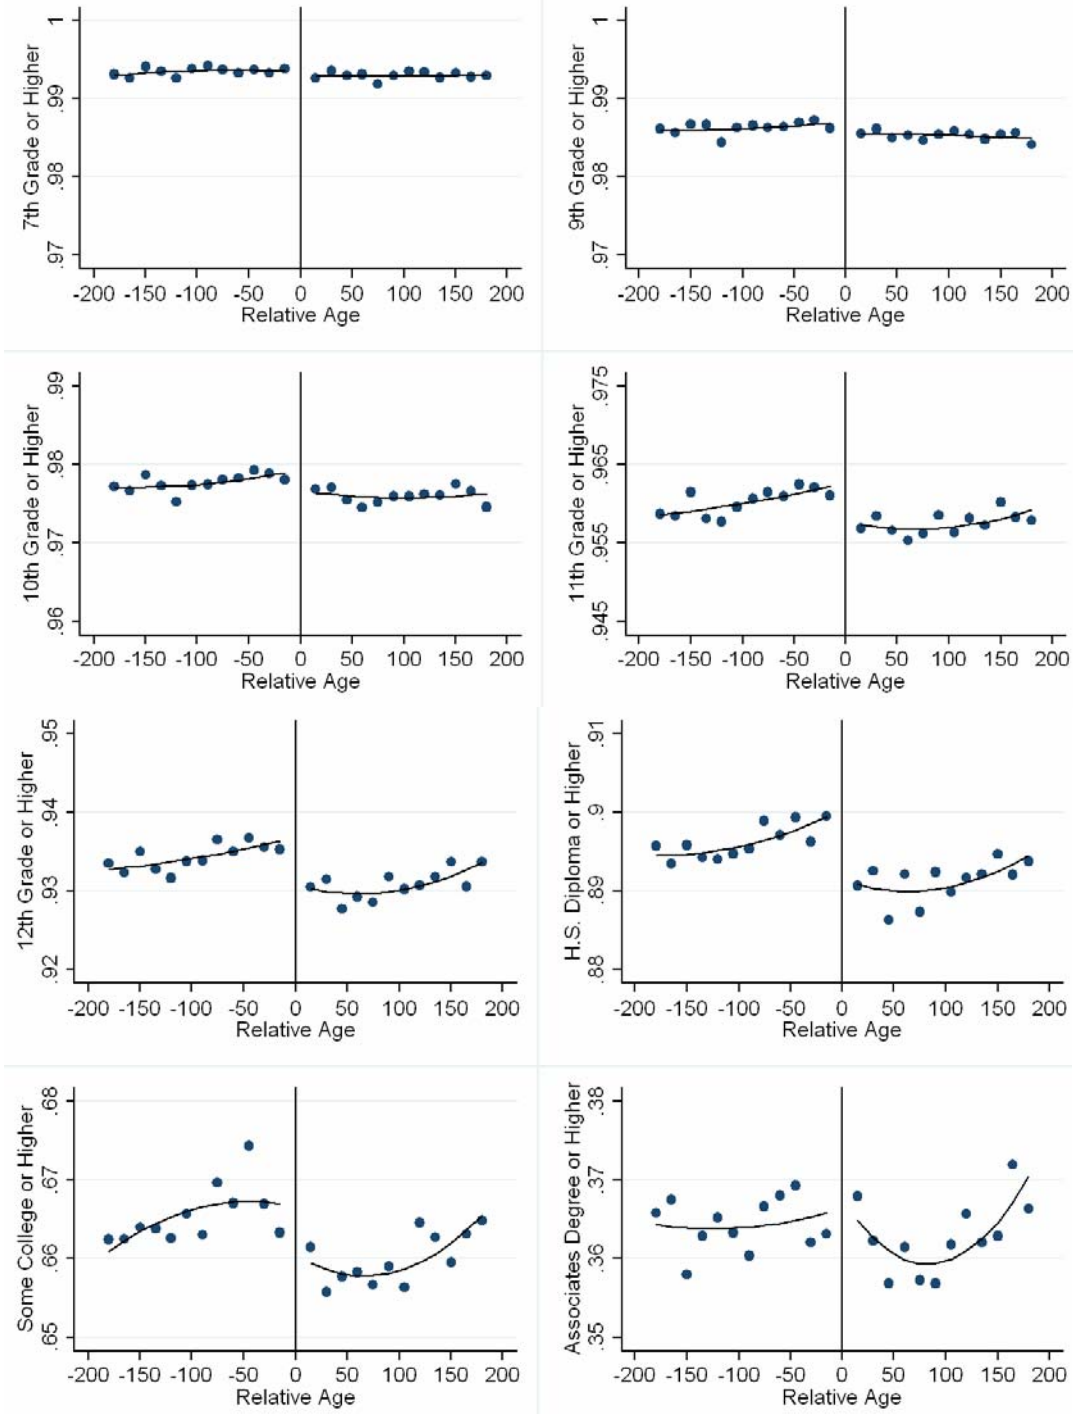 7th Grade or Higher
1
.99
.98
.97
-200 -150 -100 -50 0 50 100 150 200
Relative Age
9th Grade or Higher
1
.99
.98
.97
-200 -150 -100 -50 0 50 100 150 200
Relative Age
10th Grade or Higher
.99
.98
.97
.96
-200 -150 -100 -50 0 50 100 150 200
Relative Age
11th Grade or Higher
.975
.965
.955
.945
-200 -150 -100 -50 0 50 100 150 200
Relative Age
12th Grade or Higher
.95
.94
.93
.92
-200 -150 -100 -50 0 50 100 150 200
Relative Age
H.S. Diploma or Higher
.91
.9
.89
.88
-200 -150 -100 -50 0 50 100 150 200
Relative Age
Some College or Higher
.68
.67
.66
.65
-200 -150 -100 -50 0 50 100 150 200
Relative Age
Associates Degree or Higher
.38
.37
.36
.35
-200 -150 -100 -50 0 50 100 150 200
Relative Age